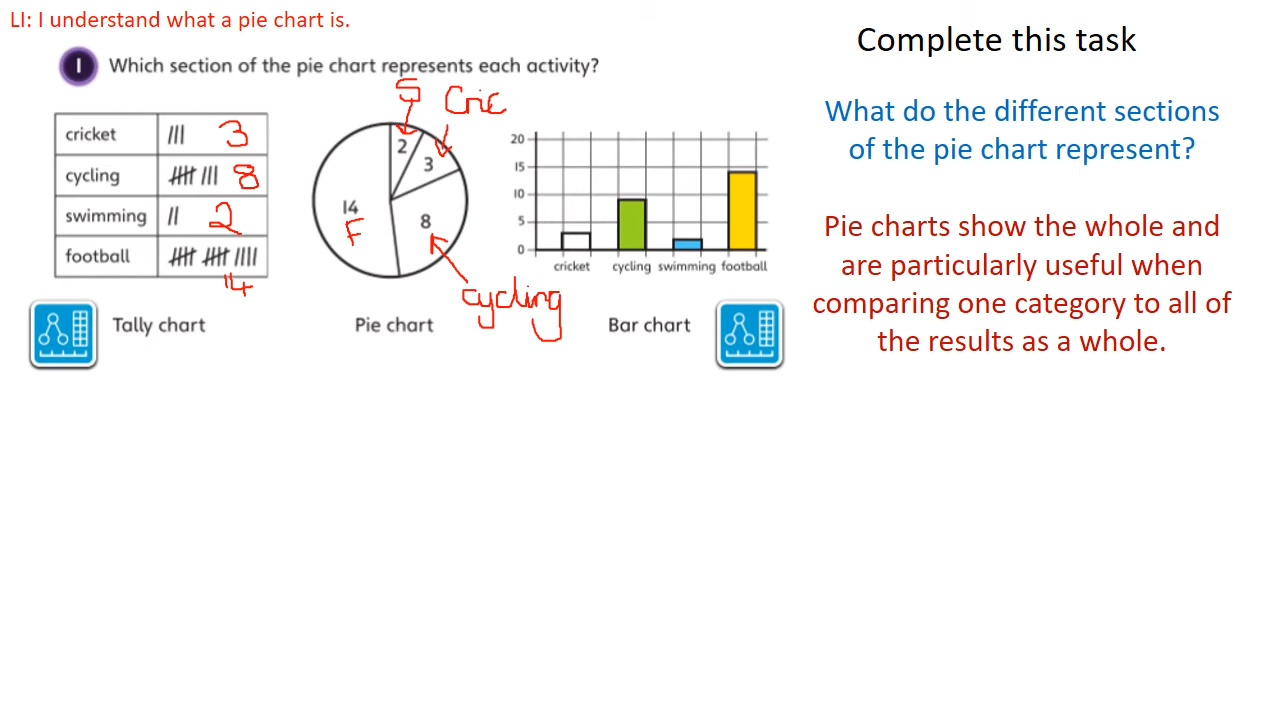 LI: I understand what a pie chart is.
Complete this task
1 Which section of the pie chart represents each activity?
What do the different sections
of the pie chart represent?
Pie charts show the whole and
are particularly useful when
comparing one category to all of
the results as a whole.
cricket 3
cycling 8
swimming 2
football 14
Tally chart
S Cric
2
3
14
F
8
cycling
Pie chart
20
15
10
5
0
cricket cycling swimming football
Bar chart